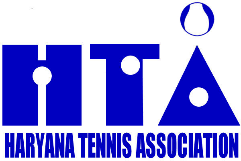 HTA
HARYANA TENNIS ASSOCIATION